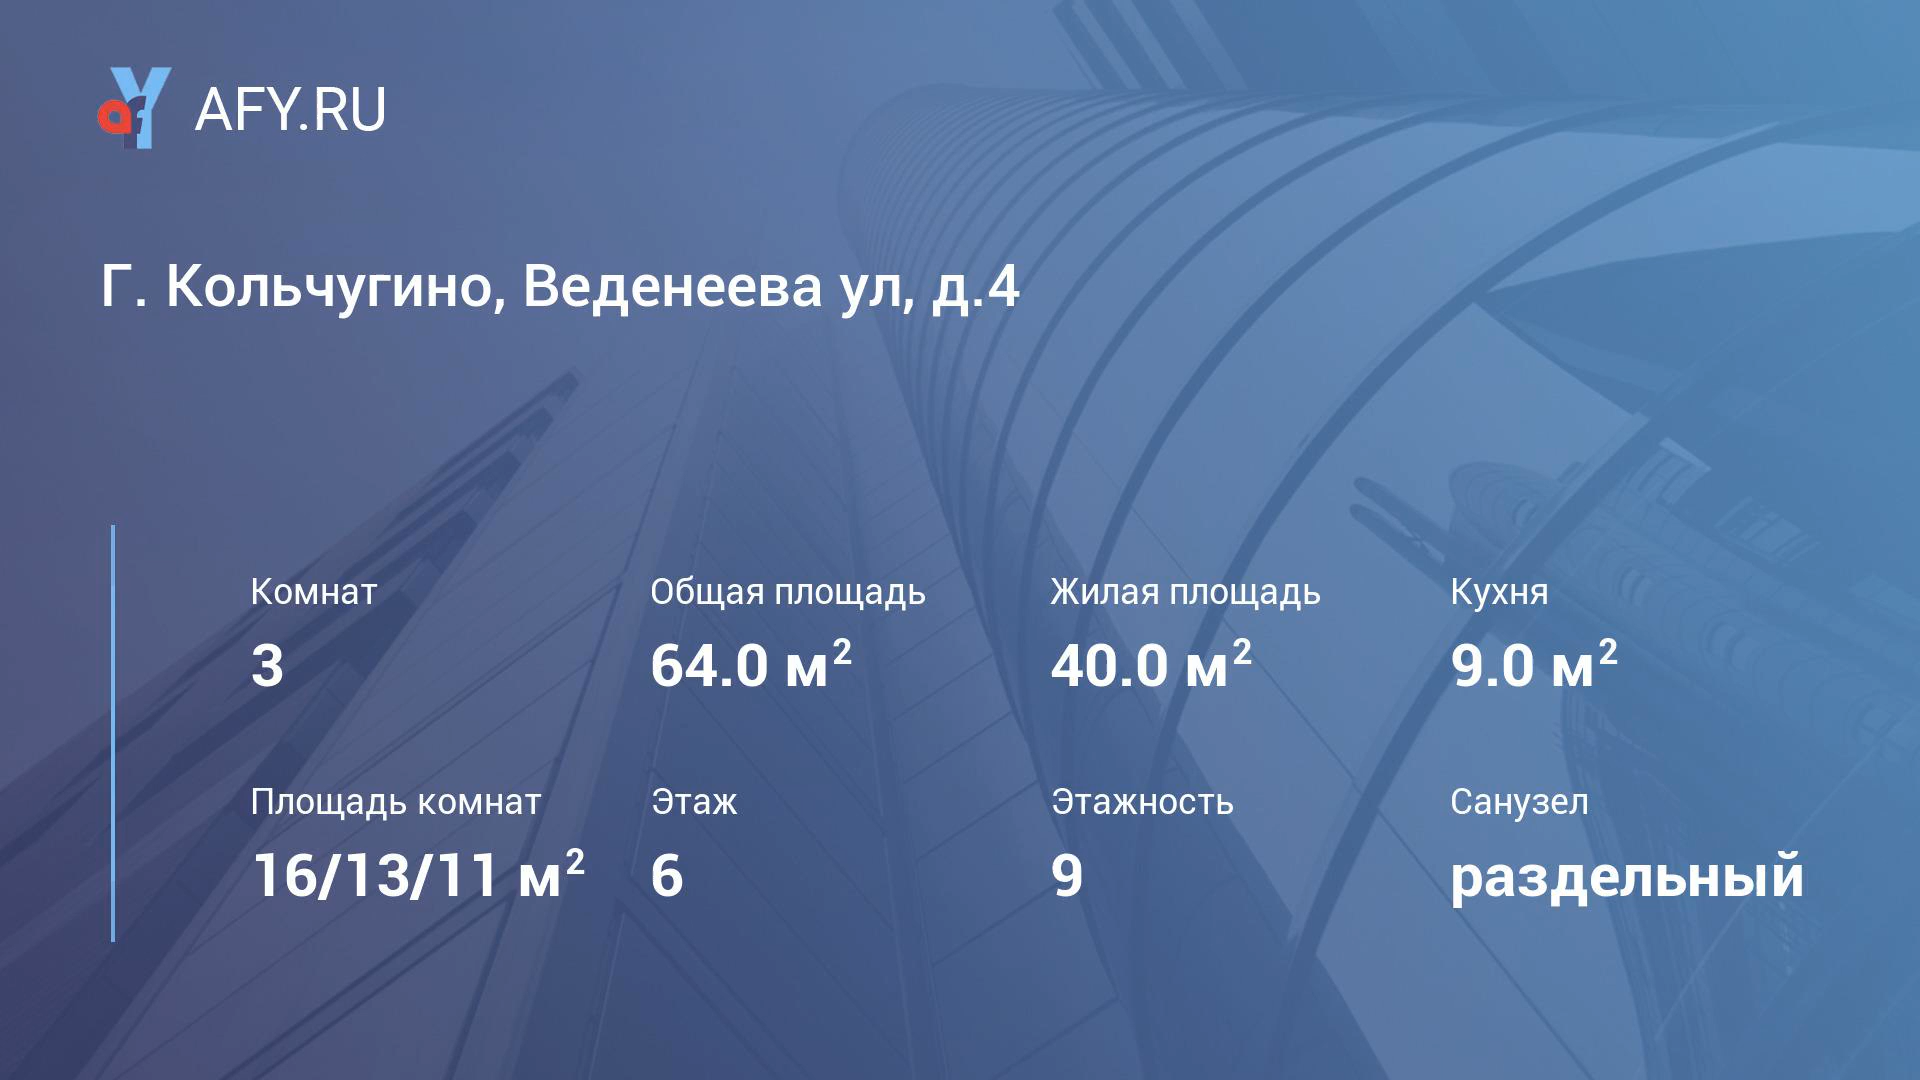 afY AFY.RU
Г. Кольчугино, Веденеева ул, д.4
Комнат Общая площадь Жилая площадь Кухня
3 64.0 м² 40.0 м² 9.0 м²
Площадь комнат Этаж Этажность Санузел
16/13/11 м² 6 9 раздельный